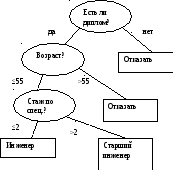 Есть ли
диплом?
да
нет
Возраст?
Отказать
≤55
>55
Стаж по
спец.?
Отказать
≤2
>2
Инженер
Старший
инженер